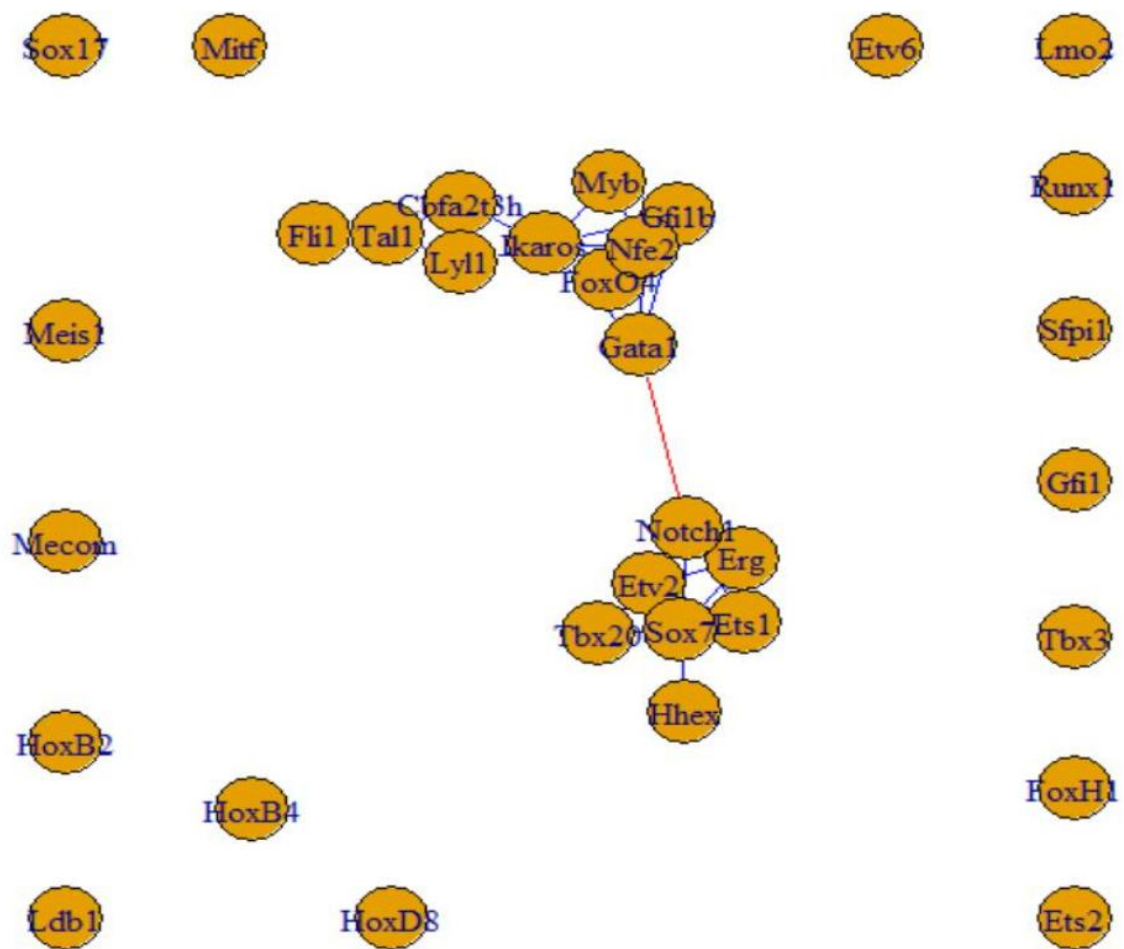 Sox17
Mitf
Etv6
Lmo2
Myb
Runx1
Cbfa2t3h
Gfi1b
Fli1
Tal1
Ikaros
Nfe2
Lyl1
FoxO4
Meis1
Gata1
Sfpi1
Gfi1
Notch1
Mecom
Erg
Etv2
Tbx20
Sox7
Ets1
Tbx3
Hhex
HoxB2
HoxB4
FoxH1
Ldb1
HoxD8
Ets2